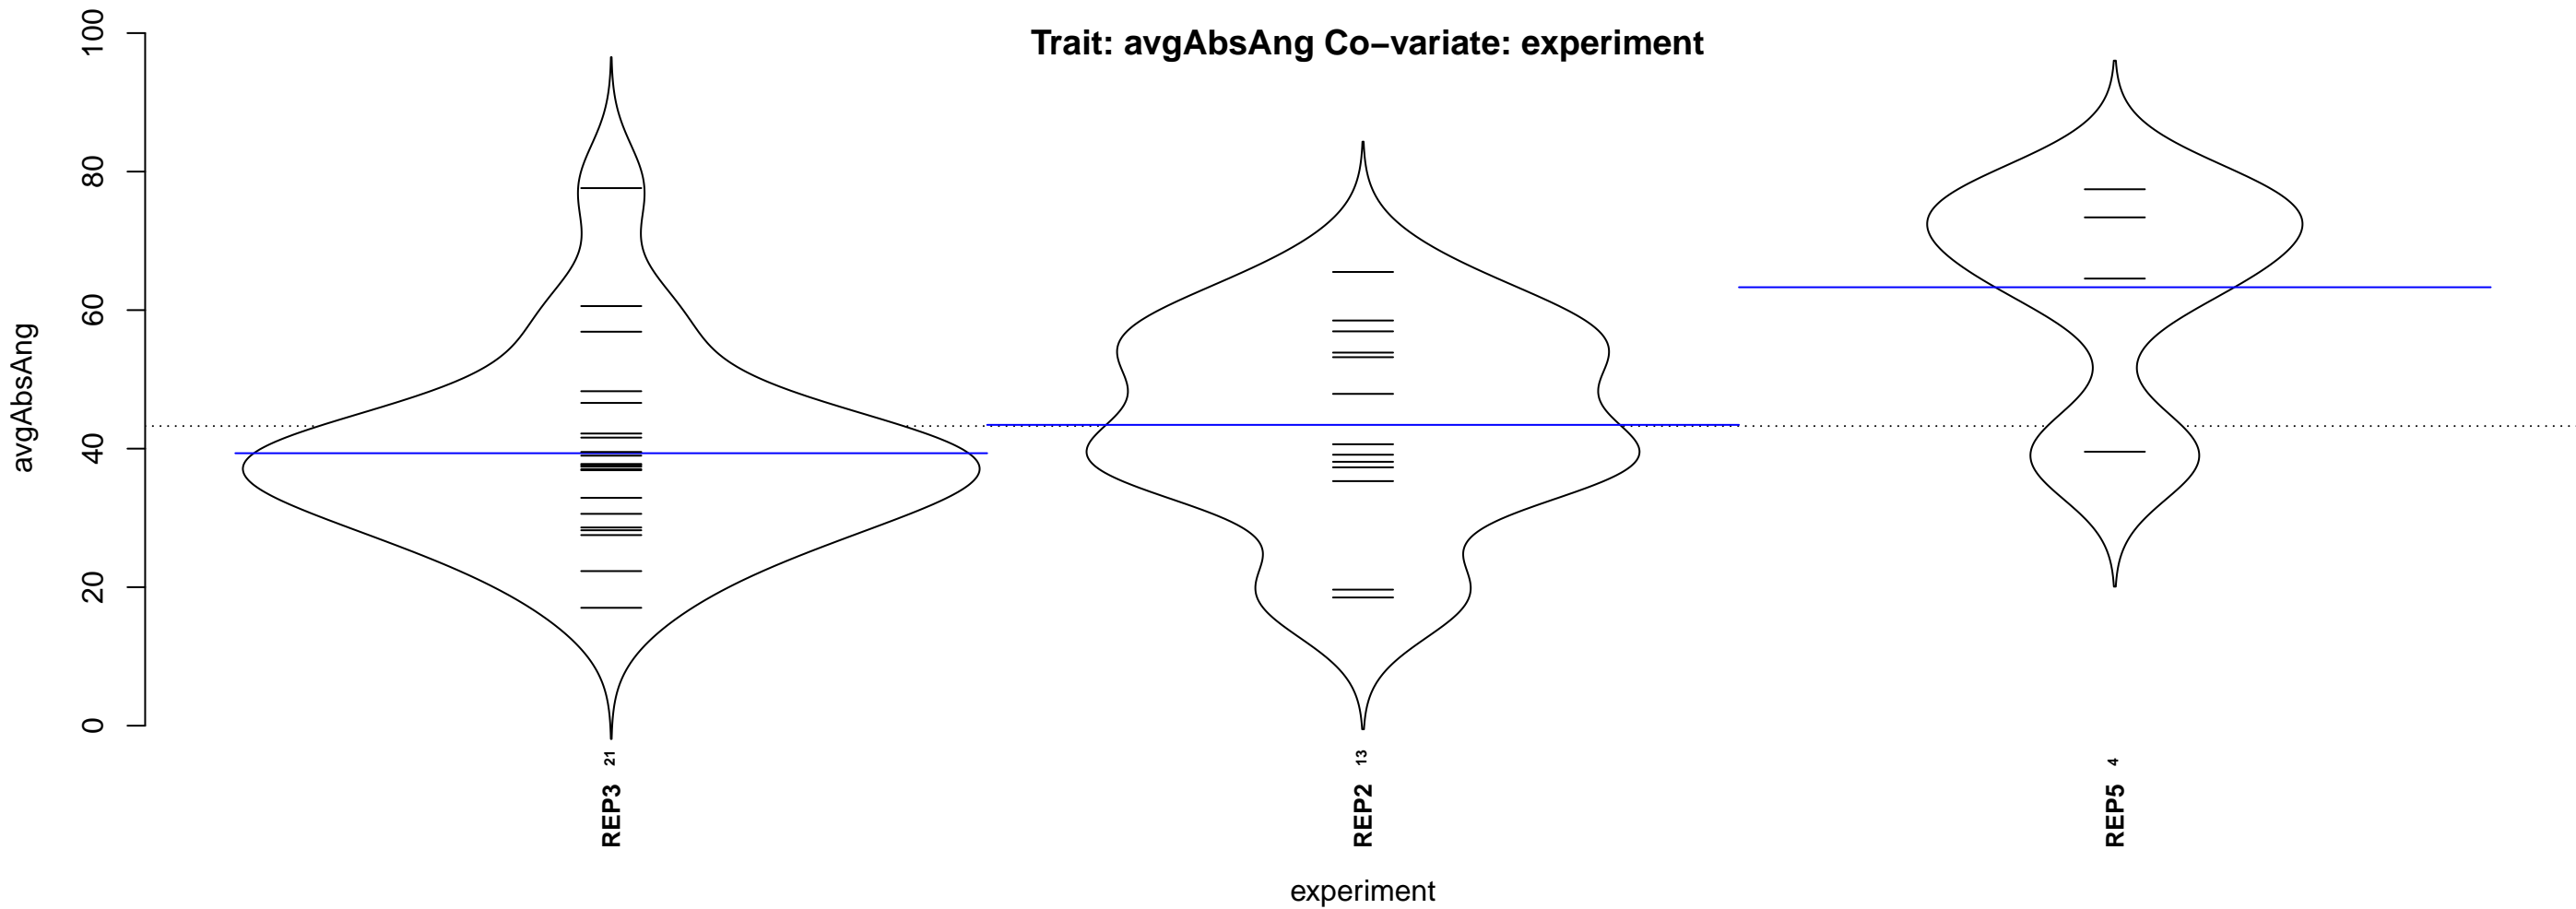 Trait: avgAbsAng Co−variate: experiment
avgAbsAng
100
80
60
40
20
0
REP3 21
REP2 13
REP5 4
experiment